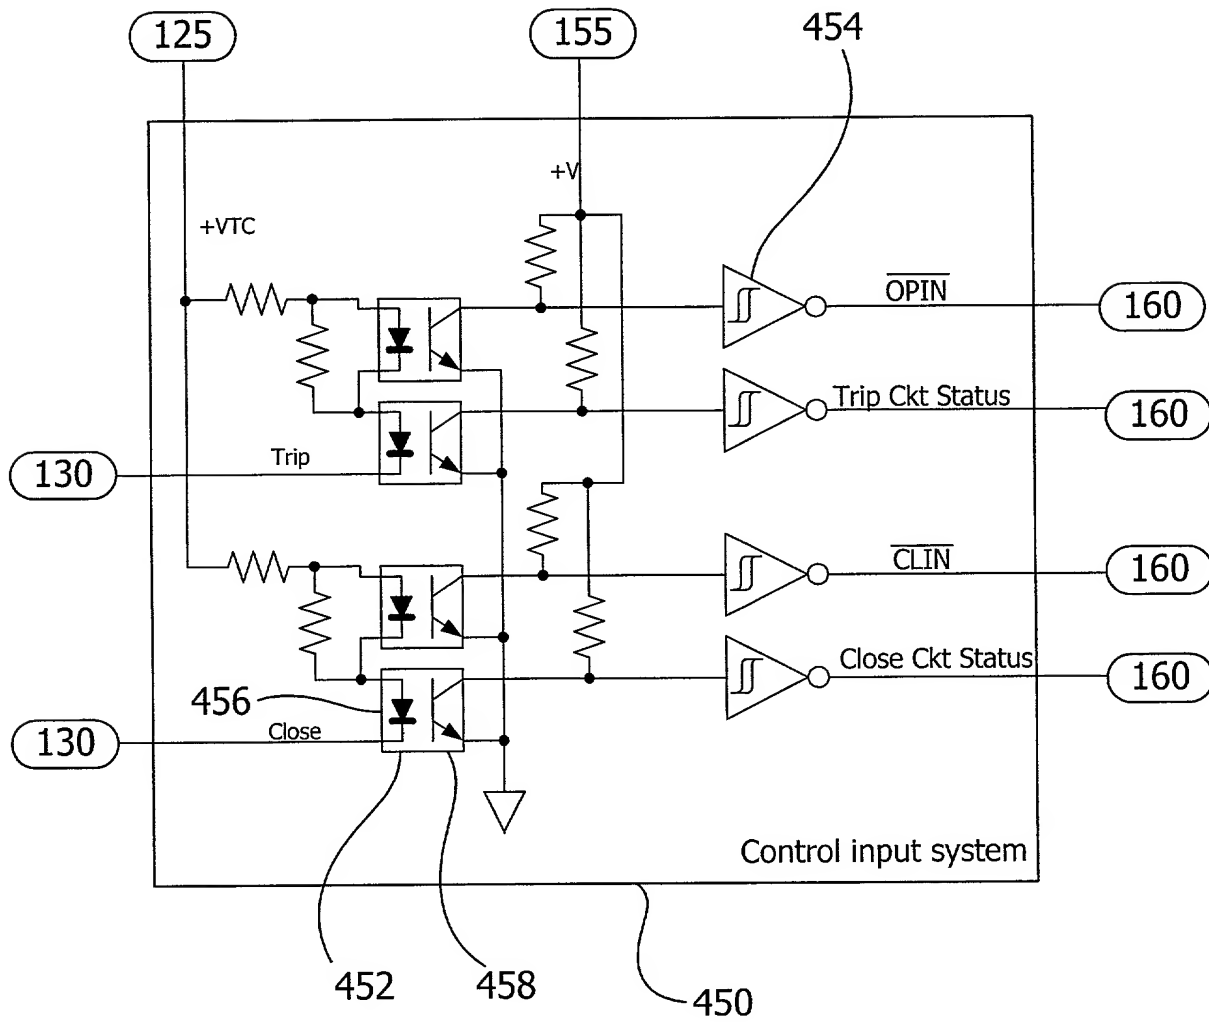 125
155
454
+V
+VTC
OPIN
160
Trip Ckt Status
160
130
Trip
CLIN
160
Close Ckt Status
160
456
130
Close
Control input system
452
458
450